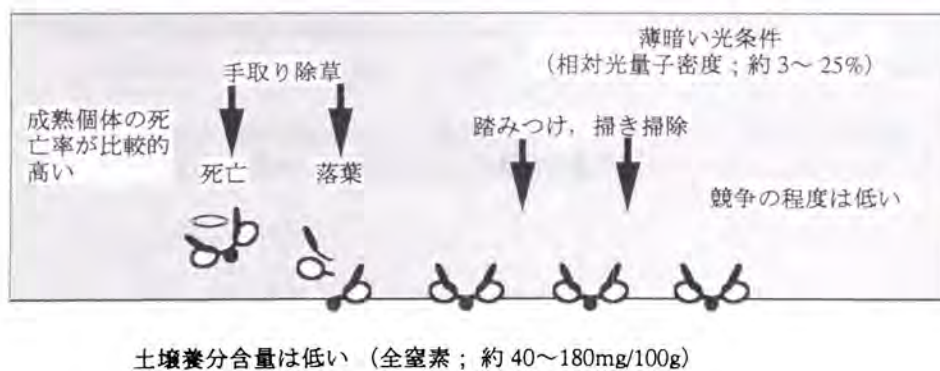 薄暗い光条件
(相対光量子密度；約3～25%)
手取り除草
踏みつけ，掃き掃除
成熟個体の死
亡率が比較的
高い
死亡
落葉
競争の程度は低い
土壌養分含量は低い (全窒素；約40～180mg/100g)